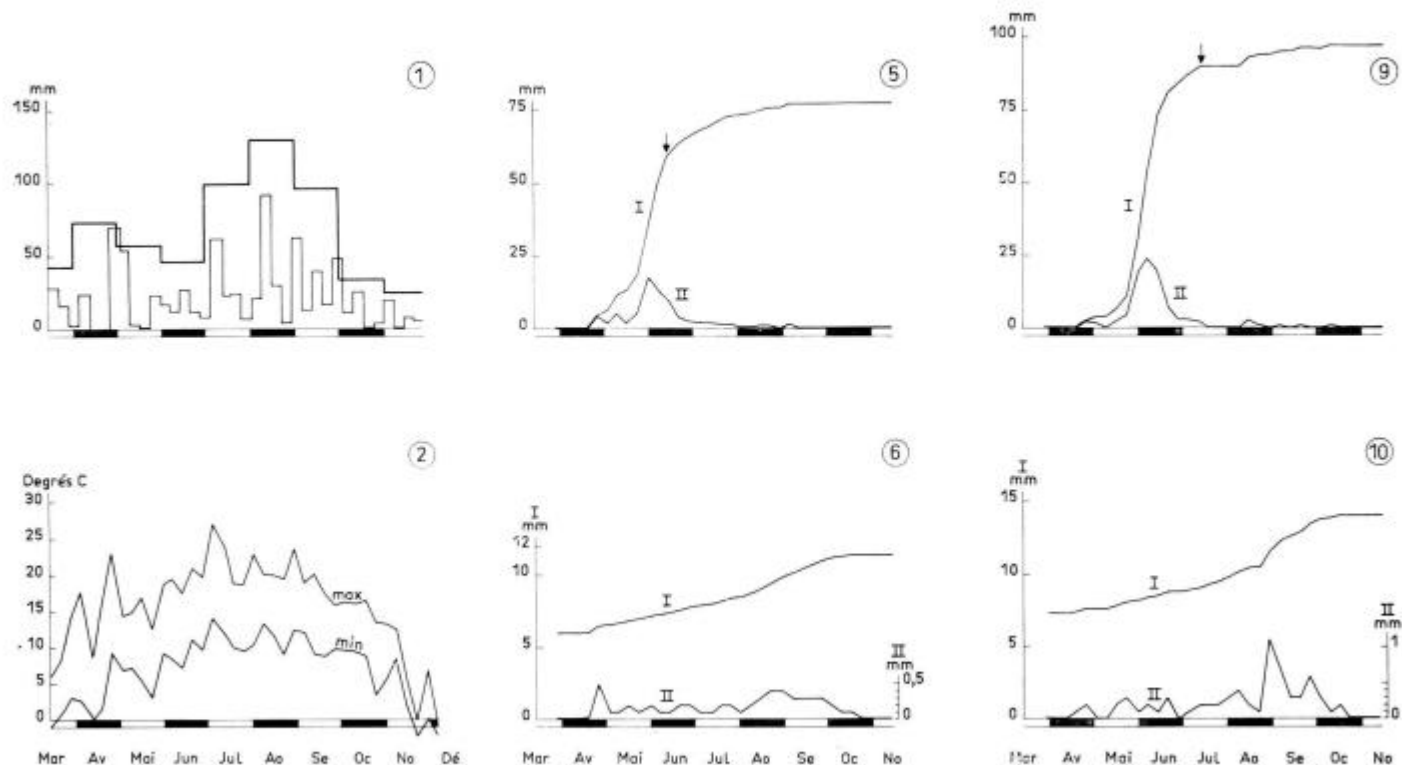 ①
mm
150
100
50
0
⑤
mm
75
50
25
0
I
II
⑨
mm
100
75
50
25
0
I
II
②
Degrés C
30
25
20
15
10
5
0
max
min
Mar Av Mai Jun Jul Ao Se Oc No Dé
⑥
I
mm
12
10
5
0
I
II
II
mm
0,5
0
Mar Av Mai Jun Jul Ao Se Oc No
⑩
I
mm
15
10
5
0
I
II
II
mm
1
0
Mar Av Mai Jun Jul Ao Se Oc No